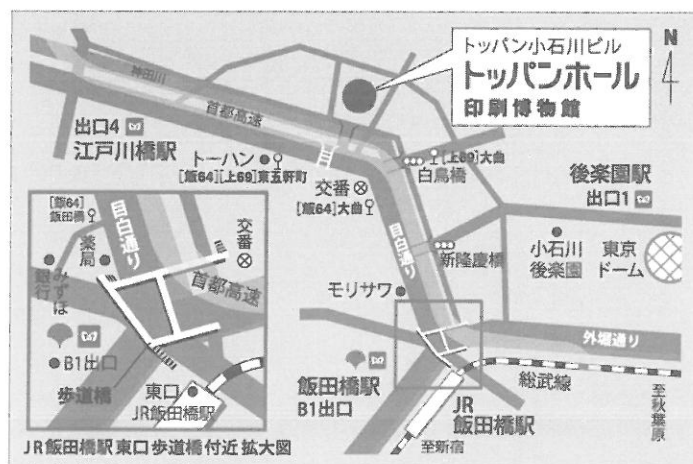 トッパン小石川ビル
トッパンホール
印刷博物館
N
神田川
首都高速
出口4
江戸川橋駅
トーハン
[飯64][上69]東五軒町
交番
[飯64]大曲
[上69]大曲
白鳥橋
後楽園駅
出口1
目白通り
新隆慶橋
小石川
後楽園
東京
ドーム
モリサワ
外堀通り
飯田橋駅
B1出口
JR
飯田橋駅
総武線
至秋葉原
至新宿
[飯64]
飯田橋
目白通り
交番
薬局
みずほ
銀行
首都高速
B1出口
歩道橋
東口
JR飯田橋駅
JR飯田橋駅東口歩道橋付近 拡大図